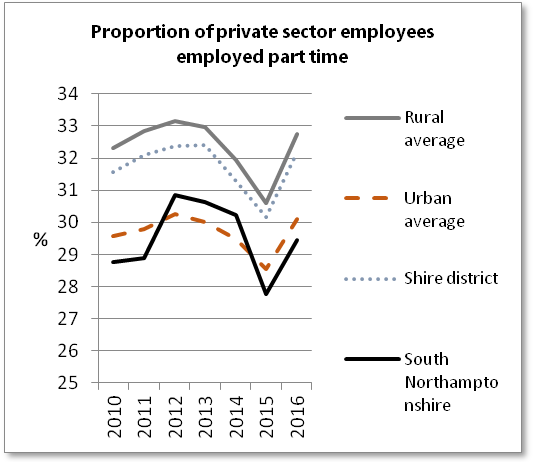 Proportion of private sector employees
employed part time
34
33
32
31
30
29
28
27
26
25
%
2010
2011
2012
2013
2014
2015
2016
Rural
average
Urban
average
Shire district
South
Northampto
nshire